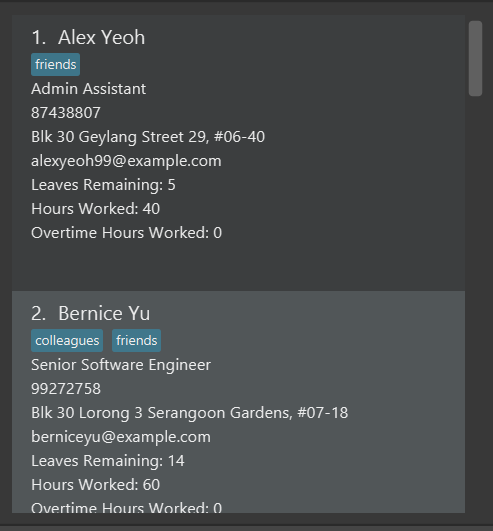 1. Alex Yeoh
friends
Admin Assistant
87438807
Blk 30 Geylang Street 29, #06-40
alexyeoh99@example.com
Leaves Remaining: 5
Hours Worked: 40
Overtime Hours Worked: 0
2. Bernice Yu
colleagues friends
Senior Software Engineer
99272758
Blk 30 Lorong 3 Serangoon Gardens, #07-18
berniceyu@example.com
Leaves Remaining: 14
Hours Worked: 60
Overtime Hours Worked: 0